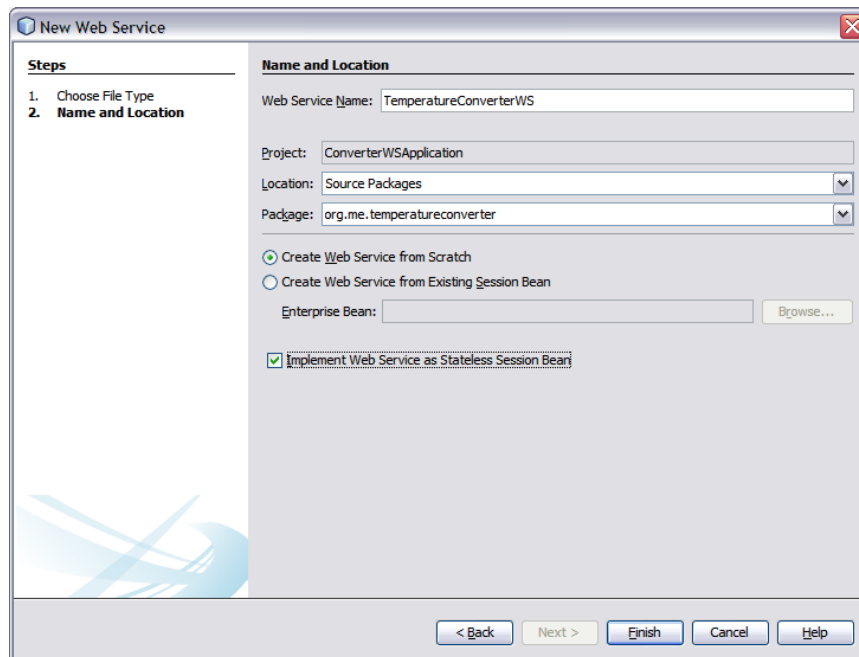 New Web Service
Steps
1. Choose File Type
2. Name and Location
Name and Location
Web Service Name: TemperatureConverterWS
Project: ConverterWSApplication
Location: Source Packages
Package: org.me.temperatureconverter
Create Web Service from Scratch
Create Web Service from Existing Session Bean
Enterprise Bean: Browse...
Implement Web Service as Stateless Session Bean
< Back Next > Finish Cancel Help